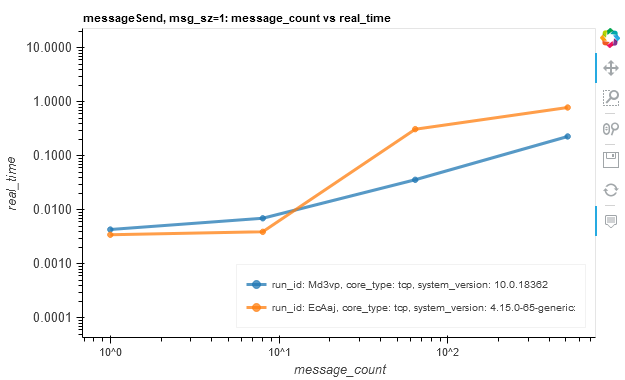 messageSend, msg_sz=1: message_count vs real_time
10.0000
1.0000
0.1000
0.0100
0.0010
0.0001
real_time
run_id: Md3vp, core_type: tcp, system_version: 10.0.18362
run_id: EcAaj, core_type: tcp, system_version: 4.15.0-65-generic:
10^0
10^1
10^2
message_count